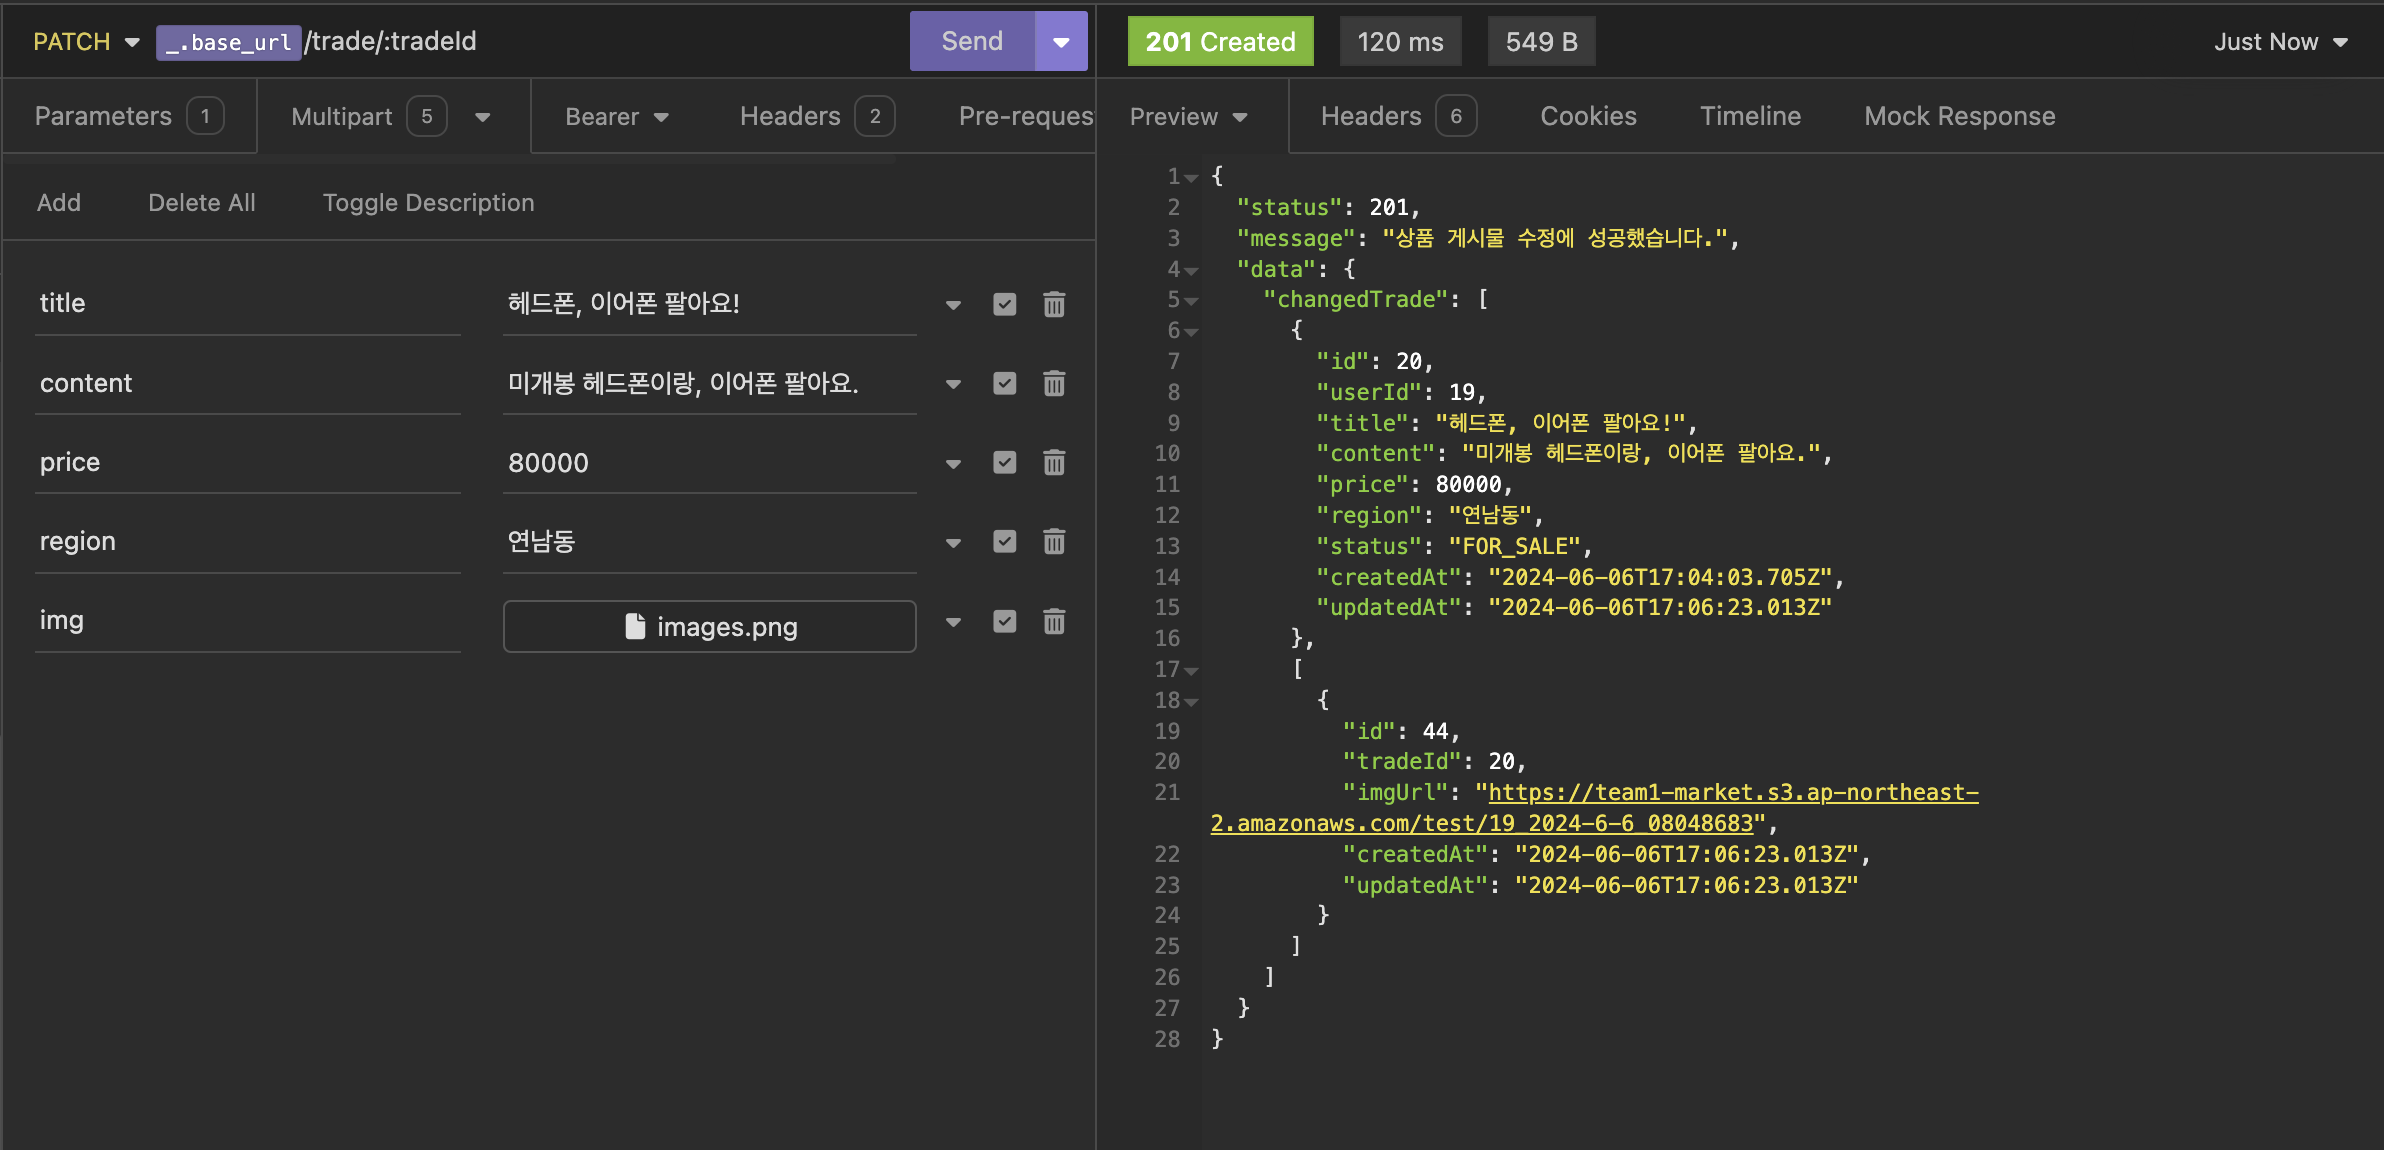 PATCH _.base_url/trade/:tradeId Send
201 Created 120 ms 549 B Just Now
Parameters 1 Multipart 5 Bearer Headers 2 Pre-reques
Preview Headers 6 Cookies Timeline Mock Response
Add Delete All Toggle Description
title 헤드폰, 이어폰 팔아요!
content 미개봉 헤드폰이랑, 이어폰 팔아요.
price 80000
region 연남동
img images.png
1 {
2 "status": 201,
3 "message": "상품 게시물 수정에 성공했습니다.",
4 "data": {
5 "changedTrade": [
6 {
7 "id": 20,
8 "userId": 19,
9 "title": "헤드폰, 이어폰 팔아요!",
10 "content": "미개봉 헤드폰이랑, 이어폰 팔아요.",
11 "price": 80000,
12 "region": "연남동",
13 "status": "FOR_SALE",
14 "createdAt": "2024-06-06T17:04:03.705Z",
15 "updatedAt": "2024-06-06T17:06:23.013Z"
16 },
17 [
18 {
19 "id": 44,
20 "tradeId": 20,
21 "imgUrl": "https://team1-market.s3.ap-northeast-
2.amazonaws.com/test/19_2024-6-6_08048683",
22 "createdAt": "2024-06-06T17:06:23.013Z",
23 "updatedAt": "2024-06-06T17:06:23.013Z"
24 }
25 ]
26 ]
27 }
28 }